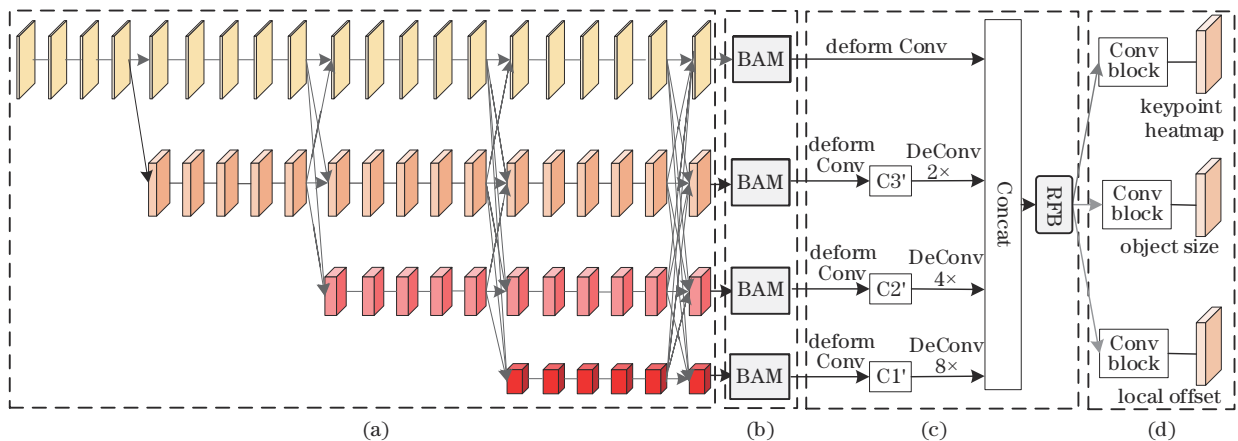 BAM
deform Conv
Conv
block
keypoint
heatmap
BAM
deform
Conv
C3'
DeConv
2×
Concat
RFB
Conv
block
object size
BAM
deform
Conv
C2'
DeConv
4×
BAM
deform
Conv
C1'
DeConv
8×
Conv
block
local offset
(a)
(b)
(c)
(d)